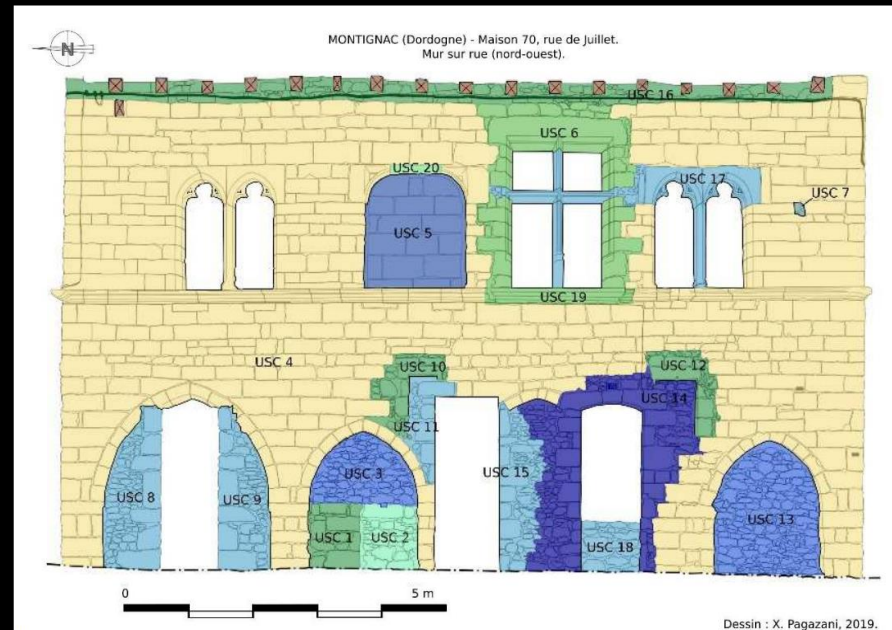 N
MONTIGNAC (Dordogne) - Maison 70, rue de Juillet.
Mur sur rue (nord-ouest).
USC 16
USC 6
USC 20
USC 17
USC 7
USC 5
USC 19
USC 4
USC 10
USC 12
USC 14
USC 11
USC 3
USC 15
USC 8
USC 9
USC 13
USC 1
USC 2
USC 18
0
5 m
Dessin : X. Pagazani, 2019.